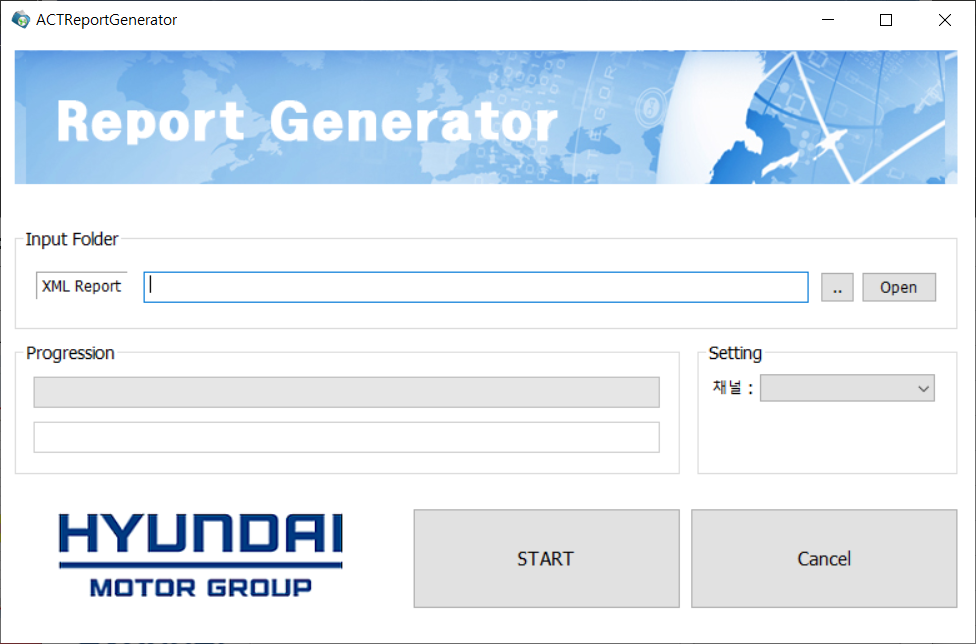 ACTReportGenerator
Report Generator
Input Folder
XML Report
..
Open
Progression
Setting
채널 :
HYUNDAI
MOTOR GROUP
START
Cancel